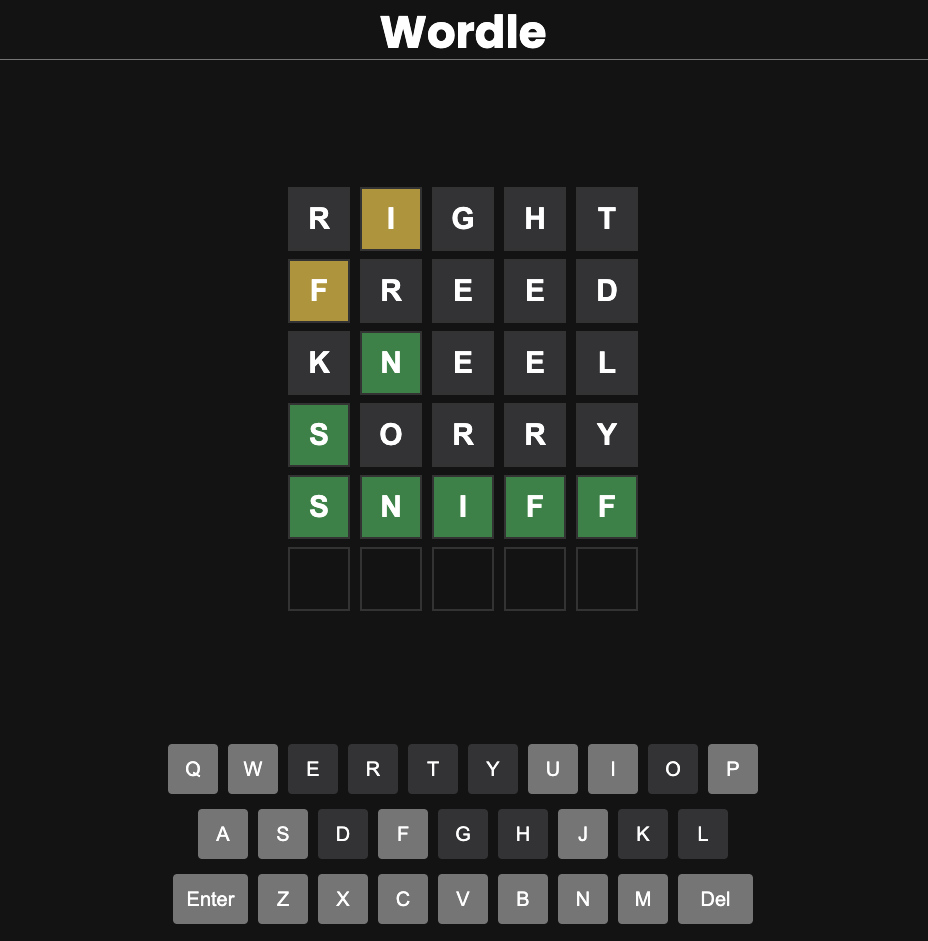 Wordle
R I G H T
F R E E D
K N E E L
S O R R Y
S N I F F
Q W E R T Y U I O P
A S D F G H J K L
Enter Z X C V B N M Del